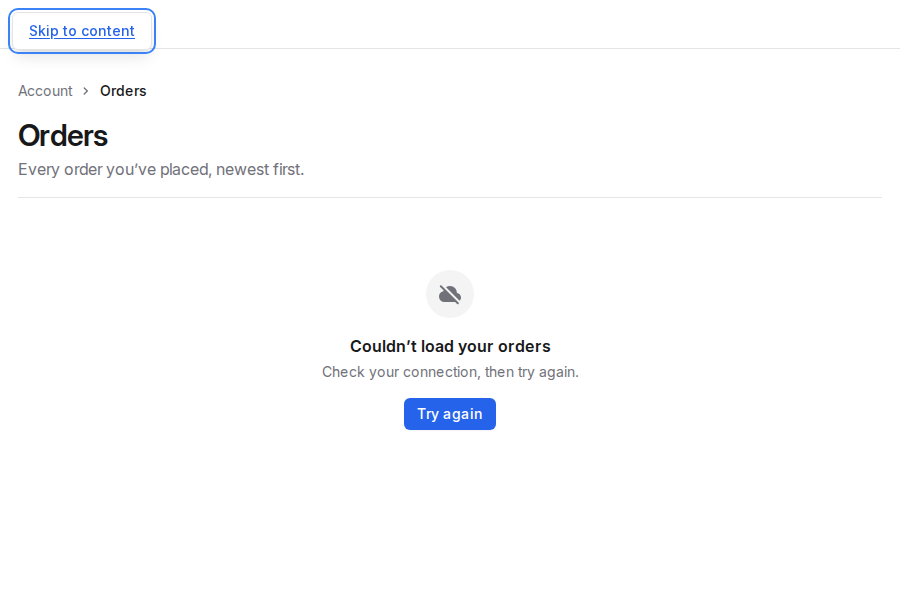 Skip to content
Account > Orders
Orders
Every order you’ve placed, newest first.
Couldn’t load your orders
Check your connection, then try again.
Try again